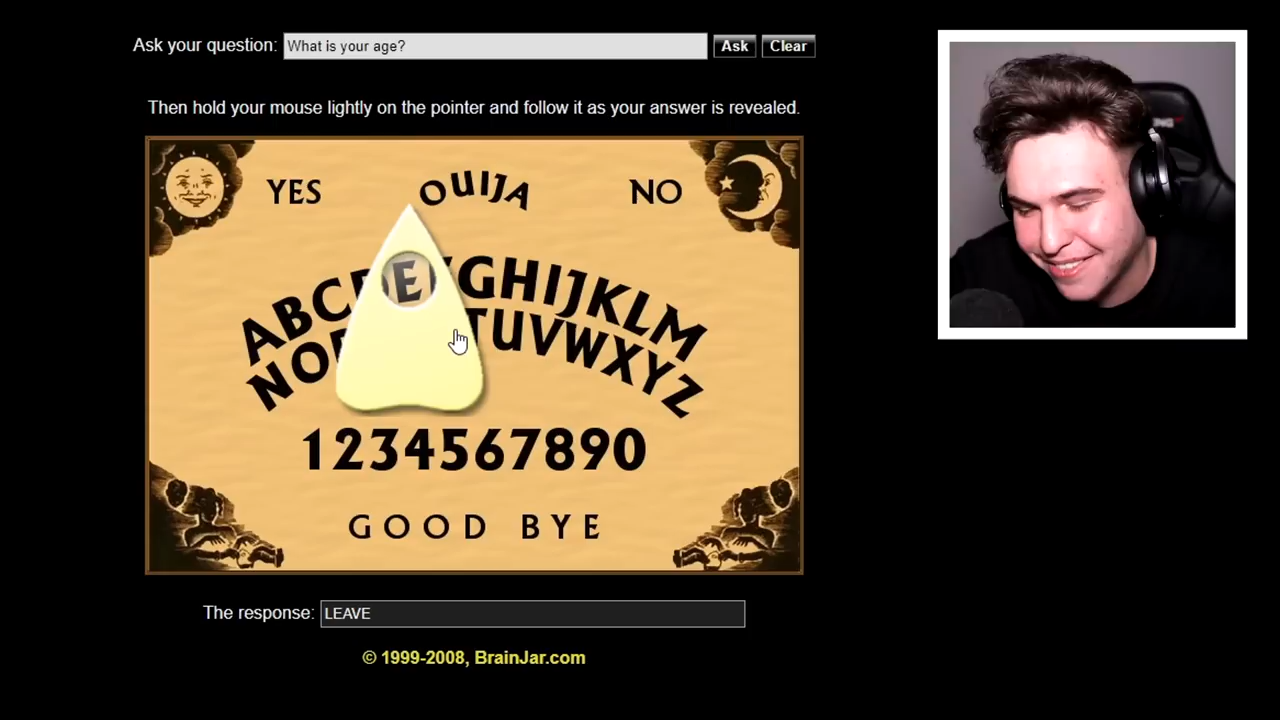 Ask your question: What is your age? Ask Clear
Then hold your mouse lightly on the pointer and follow it as your answer is revealed.
YES OUIJA NO
ABC E GHIJKLM
NO TUVWXYZ
1234567890
GOOD BYE
The response: LEAVE
© 1999-2008, BrainJar.com